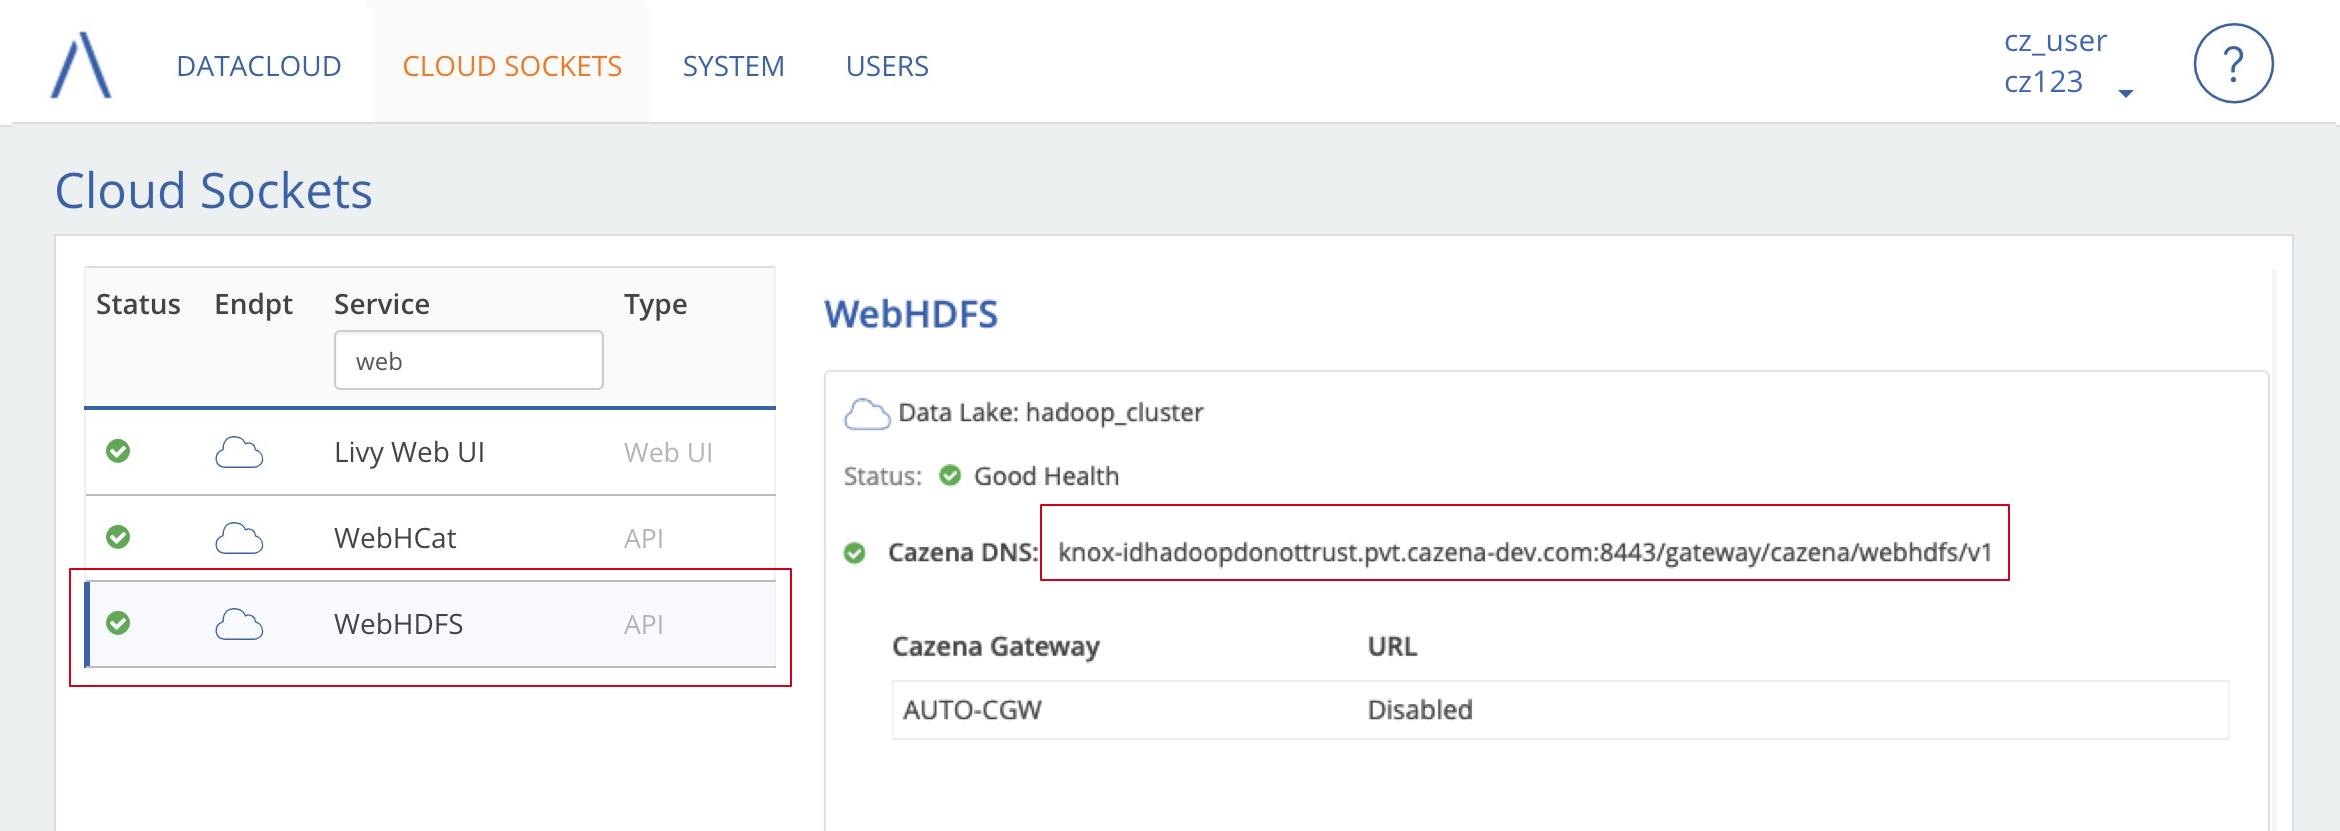 DATACLOUD CLOUD SOCKETS SYSTEM USERS
cz_user
cz123
?
Cloud Sockets
Status Endpt Service Type
web
Livy Web UI Web UI
WebHCat API
WebHDFS API
WebHDFS
Data Lake: hadoop_cluster
Status: Good Health
Cazena DNS: knox-idhadoopdonottrust.pvt.cazena-dev.com:8443/gateway/cazena/webhdfs/v1
Cazena Gateway URL
AUTO-CGW Disabled